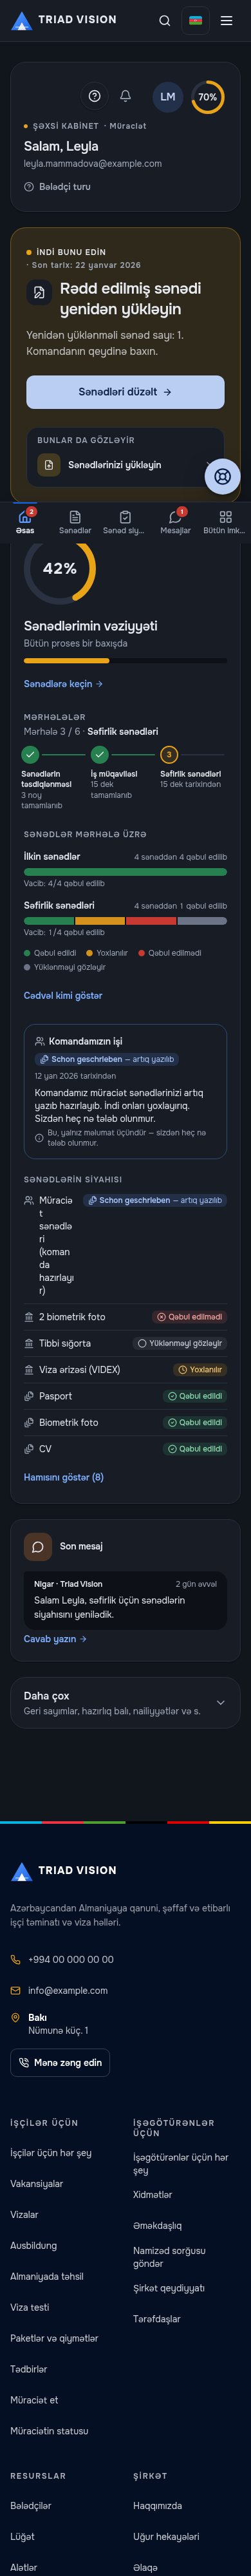 TRIAD VISION
LM
70%
ŞƏXSİ KABİNET · Müraciət
Salam, Leyla
leyla.mammadova@example.com
Bələdçi turu
İNDİ BUNU EDİN
· Son tarix: 22 yanvar 2026
Rədd edilmiş sənədi yenidən yükləyin
Yenidən yüklənməli sənəd sayı: 1.
Komandanın qeydinə baxın.
Sənədləri düzəlt →
BUNLAR DA GÖZLƏYİR
Sənədlərinizi yükləyin
2
1
Əsas
Sənədlər
Sənəd siy...
Mesajlar
Bütün imk...
42%
Sənədlərimin vəziyyəti
Bütün proses bir baxışda
Sənədlərə keçin →
MƏRHƏLƏLƏR
Mərhələ 3 / 6 · Səfirlik sənədləri
3
Sənədlərin təsdiqlənməsi
3 noy tamamlanıb
İş müqaviləsi
15 dek tamamlanıb
Səfirlik sənədləri
15 dek tarixindən
SƏNƏDLƏR MƏRHƏLƏ ÜZRƏ
İlkin sənədlər
4 sənəddən 4 qəbul edilib
Vacib: 4/4 qəbul edilib
Səfirlik sənədləri
4 sənəddən 1 qəbul edilib
Vacib: 1/4 qəbul edilib
Qəbul edildi
Yoxlanılır
Qəbul edilmədi
Yüklənməyi gözləyir
Cədvəl kimi göstər
Komandamızın işi
Schon geschrieben — artıq yazılıb
12 yan 2026 tarixindən
Komandamız müraciət sənədlərinizi artıq yazıb hazırlayıb. İndi onları yoxlayırıq. Sizdən heç nə tələb olunmur.
Bu, yalnız məlumat üçündür — sizdən heç nə tələb olunmur.
SƏNƏDLƏRİN SİYAHISI
Müraciət sənədləri (komanda hazırlayır)
Schon geschrieben — artıq yazılıb
2 biometrik foto
Qəbul edilmədi
Tibbi sığorta
Yüklənməyi gözləyir
Viza ərizəsi (VIDEX)
Yoxlanılır
Pasport
Qəbul edildi
Biometrik foto
Qəbul edildi
CV
Qəbul edildi
Hamısını göstər (8)
Son mesaj
Nigar · Triad Vision
2 gün əvvəl
Salam Leyla, səfirlik üçün sənədlərin siyahısını yenilədik.
Cavab yazın →
Daha çox
Geri sayımlar, hazırlıq balı, nailiyyətlər və s.
TRIAD VISION
Azərbaycandan Almaniyaya qanuni, şəffaf və etibarlı işçi təminatı və viza həlləri.
+994 00 000 00 00
info@example.com
Bakı
Nümunə küç. 1
Mənə zəng edin
İŞÇİLƏR ÜÇÜN
İşçilər üçün hər şey
Vakansiyalar
Vizalar
Ausbildung
Almaniyada təhsil
Viza testi
Paketlər və qiymətlər
Tədbirlər
Müraciət et
Müraciətin statusu
İŞƏGÖTÜRƏNLƏR ÜÇÜN
İşəgötürənlər üçün hər şey
Xidmətlər
Əməkdaşlıq
Namizəd sorğusu göndər
Şirkət qeydiyyatı
Tərəfdaşlar
RESURSLAR
Bələdçilər
Lüğət
Alətlər
ŞİRKƏT
Haqqımızda
Uğur hekayələri
Əlaqə